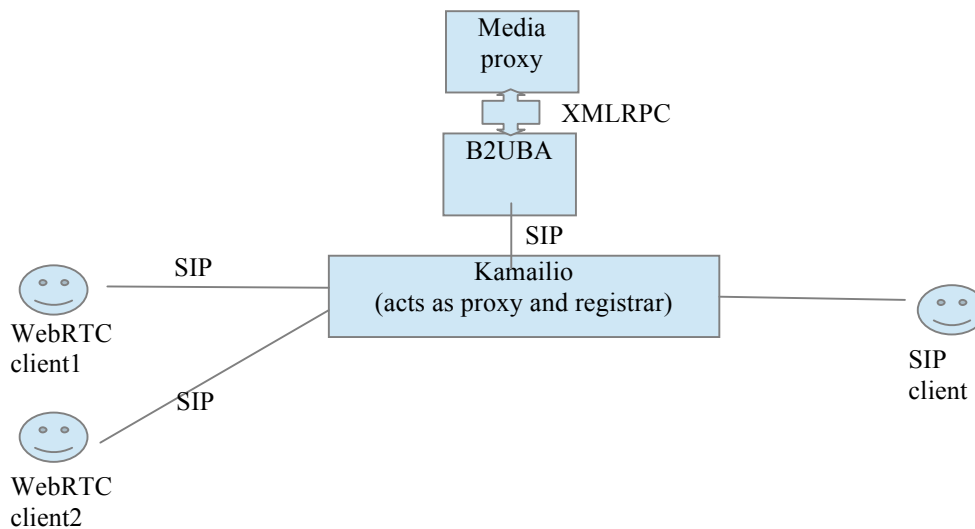 Media
proxy
XMLRPC
B2UBA
SIP
Kamailio
(acts as proxy and registrar)
SIP
WebRTC
client1
SIP
WebRTC
client2
SIP
client